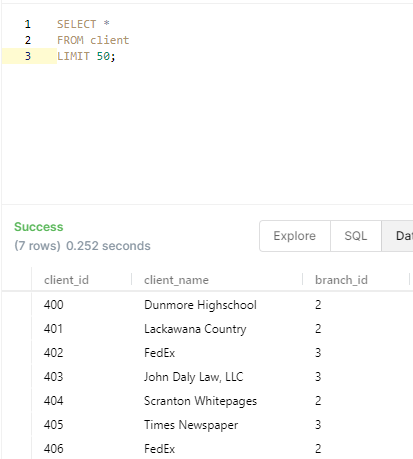 1 SELECT *
2 FROM client
3 LIMIT 50;
Success
(7 rows) 0.252 seconds
Explore SQL Dat
client_id client_name branch_id
400 Dunmore Highschool 2
401 Lackawana Country 2
402 FedEx 3
403 John Daly Law, LLC 3
404 Scranton Whitepages 2
405 Times Newspaper 3
406 FedEx 2